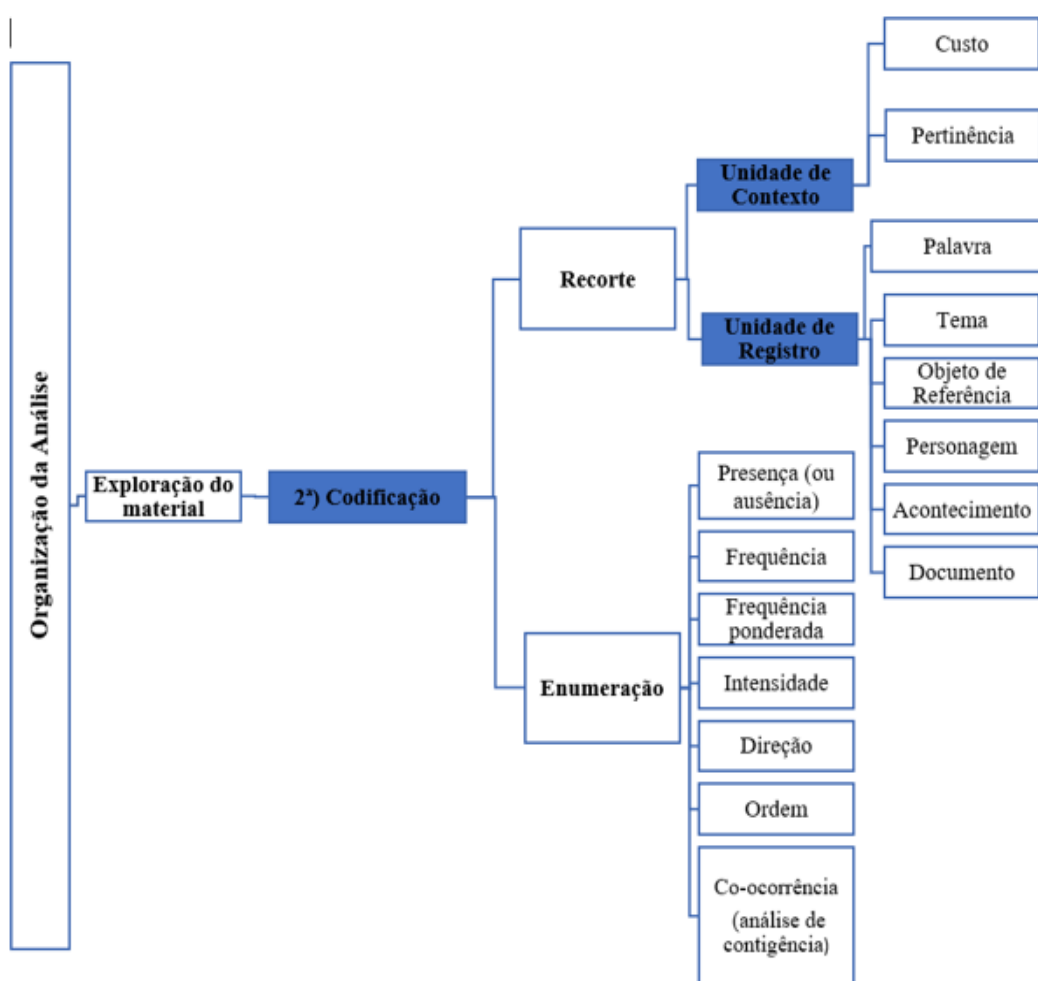 Organização da Análise
Exploração do
material
2ª) Codificação
Recorte
Unidade de
Contexto
Custo
Pertinência
Unidade de
Registro
Palavra
Tema
Objeto de
Referência
Personagem
Acontecimento
Documento
Enumeração
Presença (ou
ausência)
Frequência
Frequência
ponderada
Intensidade
Direção
Ordem
Co-ocorrência
(análise de
contigência)